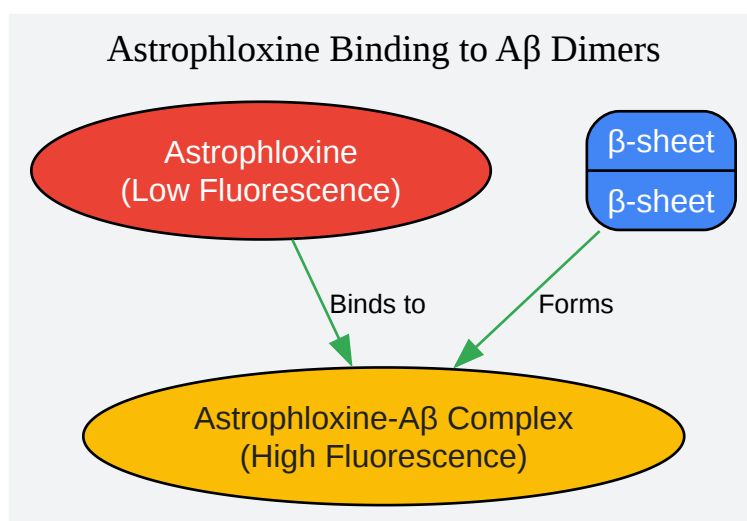 Astrophloxine Binding to Aβ Dimers
Astrophloxine
(Low Fluorescence)
β-sheet
β-sheet
Binds to
Forms
Astrophloxine-Aβ Complex
(High Fluorescence)